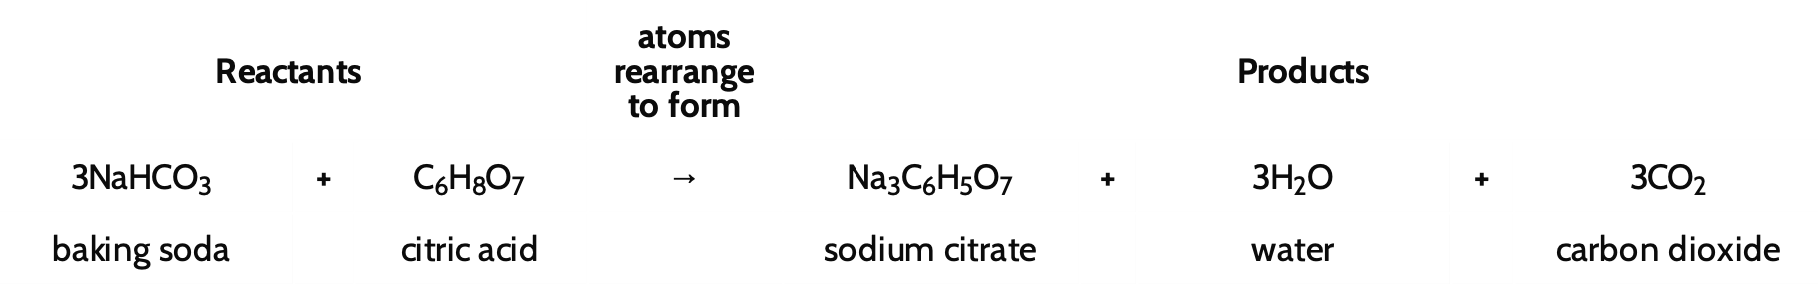 Reactants
atoms
rearrange
to form
Products
3NaHCO₃ + C₆H₈O₇ → Na₃C₆H₅O₇ + 3H₂O + 3CO₂
baking soda citric acid sodium citrate water carbon dioxide